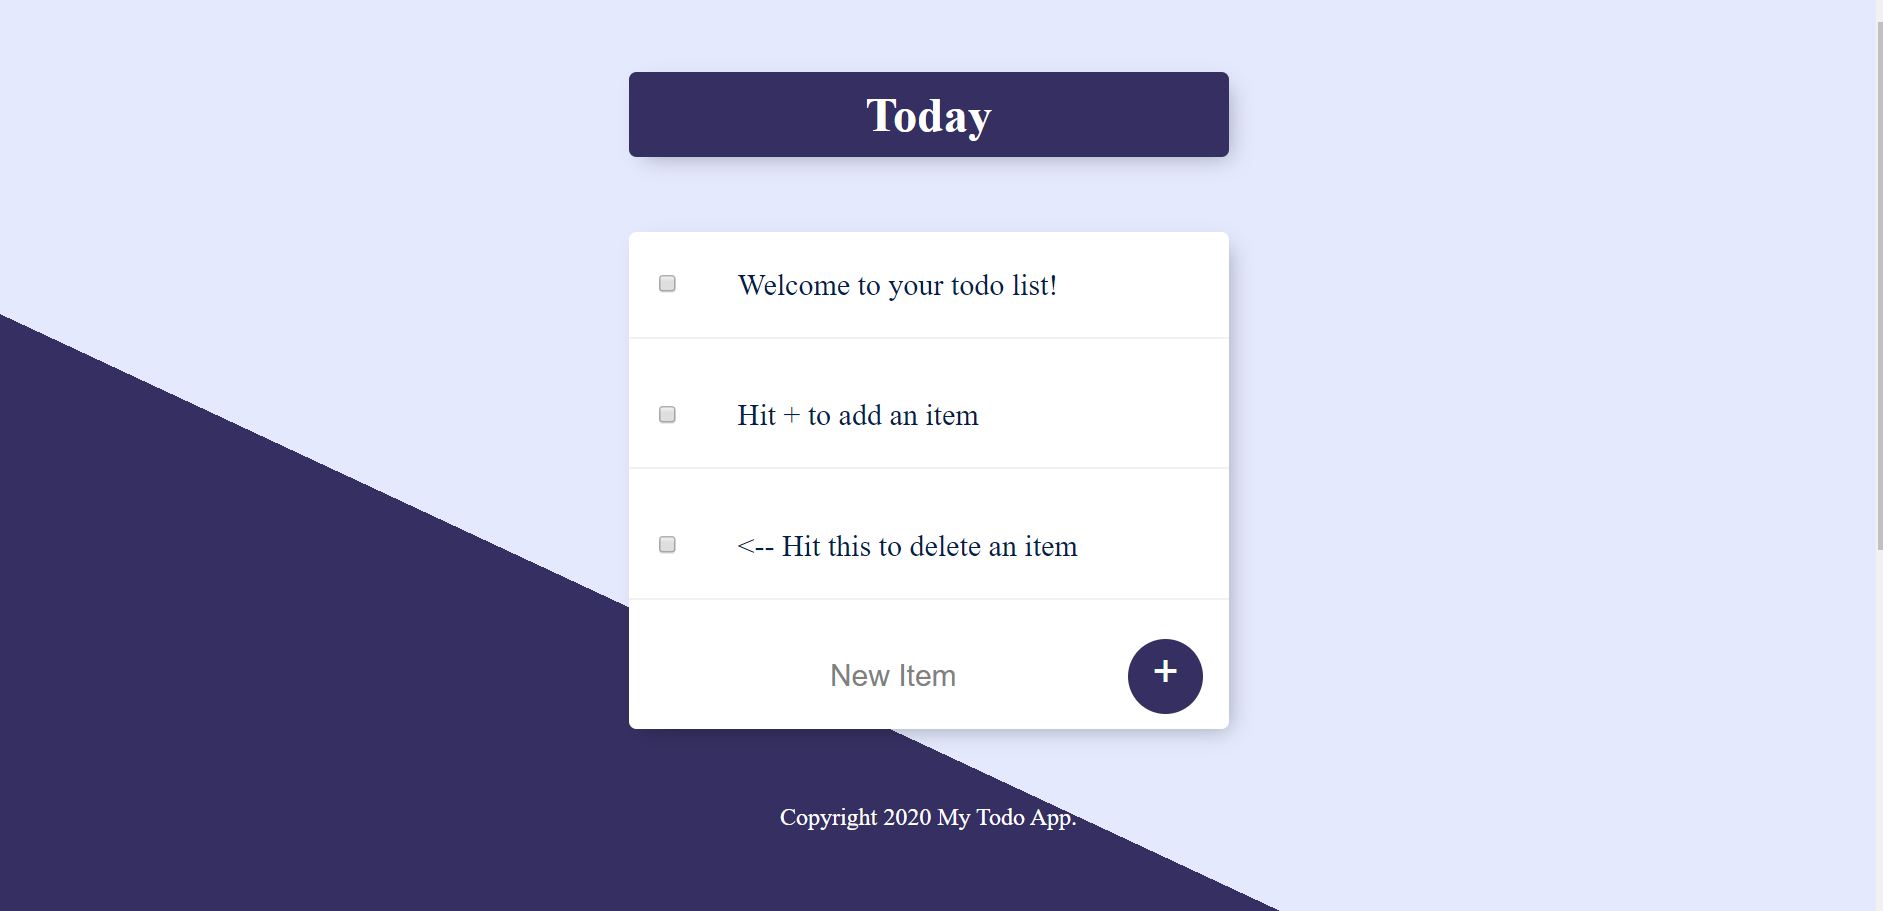 Today
Welcome to your todo list!
Hit + to add an item
<-- Hit this to delete an item
New Item
+
Copyright 2020 My Todo App.